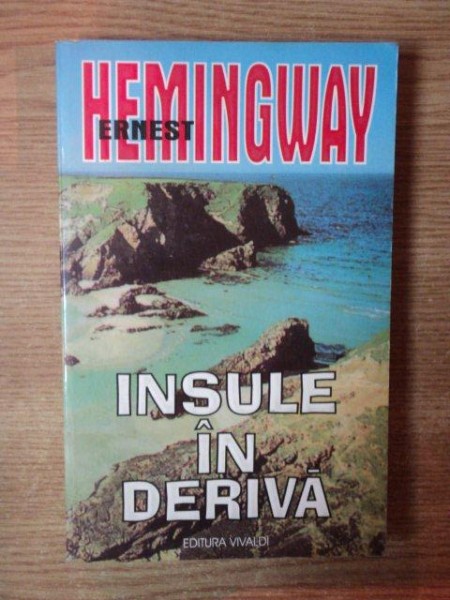 HEMINGWAY
ERNEST
INSULE
ÎN
DERIVĂ
EDITURA VIVALDI